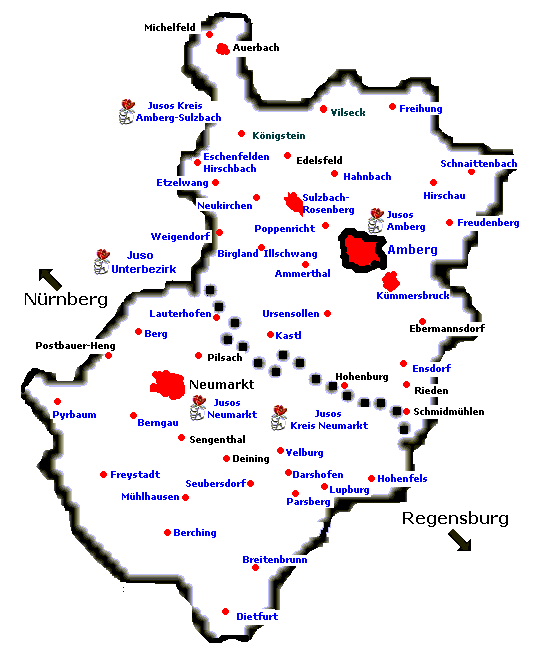 Michelfeld
Auerbach
Jusos Kreis
Amberg-Sulzbach
Vilseck
Freihung
Königstein
Eschenfelden
Hirschbach
Edelsfeld
Schnaittenbach
Etzelwang
Hahnbach
Hirschau
Neukirchen
Sulzbach-
Rosenberg
Jusos
Amberg
Freudenberg
Poppenricht
Weigendorf
Birgland
Illschwang
Amberg
Juso
Unterbezirk
Ammerthal
Nürnberg
Kümmersbruck
Lauterhofen
Ursensollen
Ebermannsdorf
Berg
Kastl
Postbauer-Heng
Pilsach
Ensdorf
Neumarkt
Hohenburg
Rieden
Pyrbaum
Jusos
Neumarkt
Jusos
Kreis Neumarkt
Schmidmühlen
Berngau
Sengenthal
Velburg
Deining
Freystadt
Seubersdorf
Darshofen
Hohenfels
Mühlhausen
Lupburg
Parsberg
Regensburg
Berching
Breitenbrunn
Dietfurt